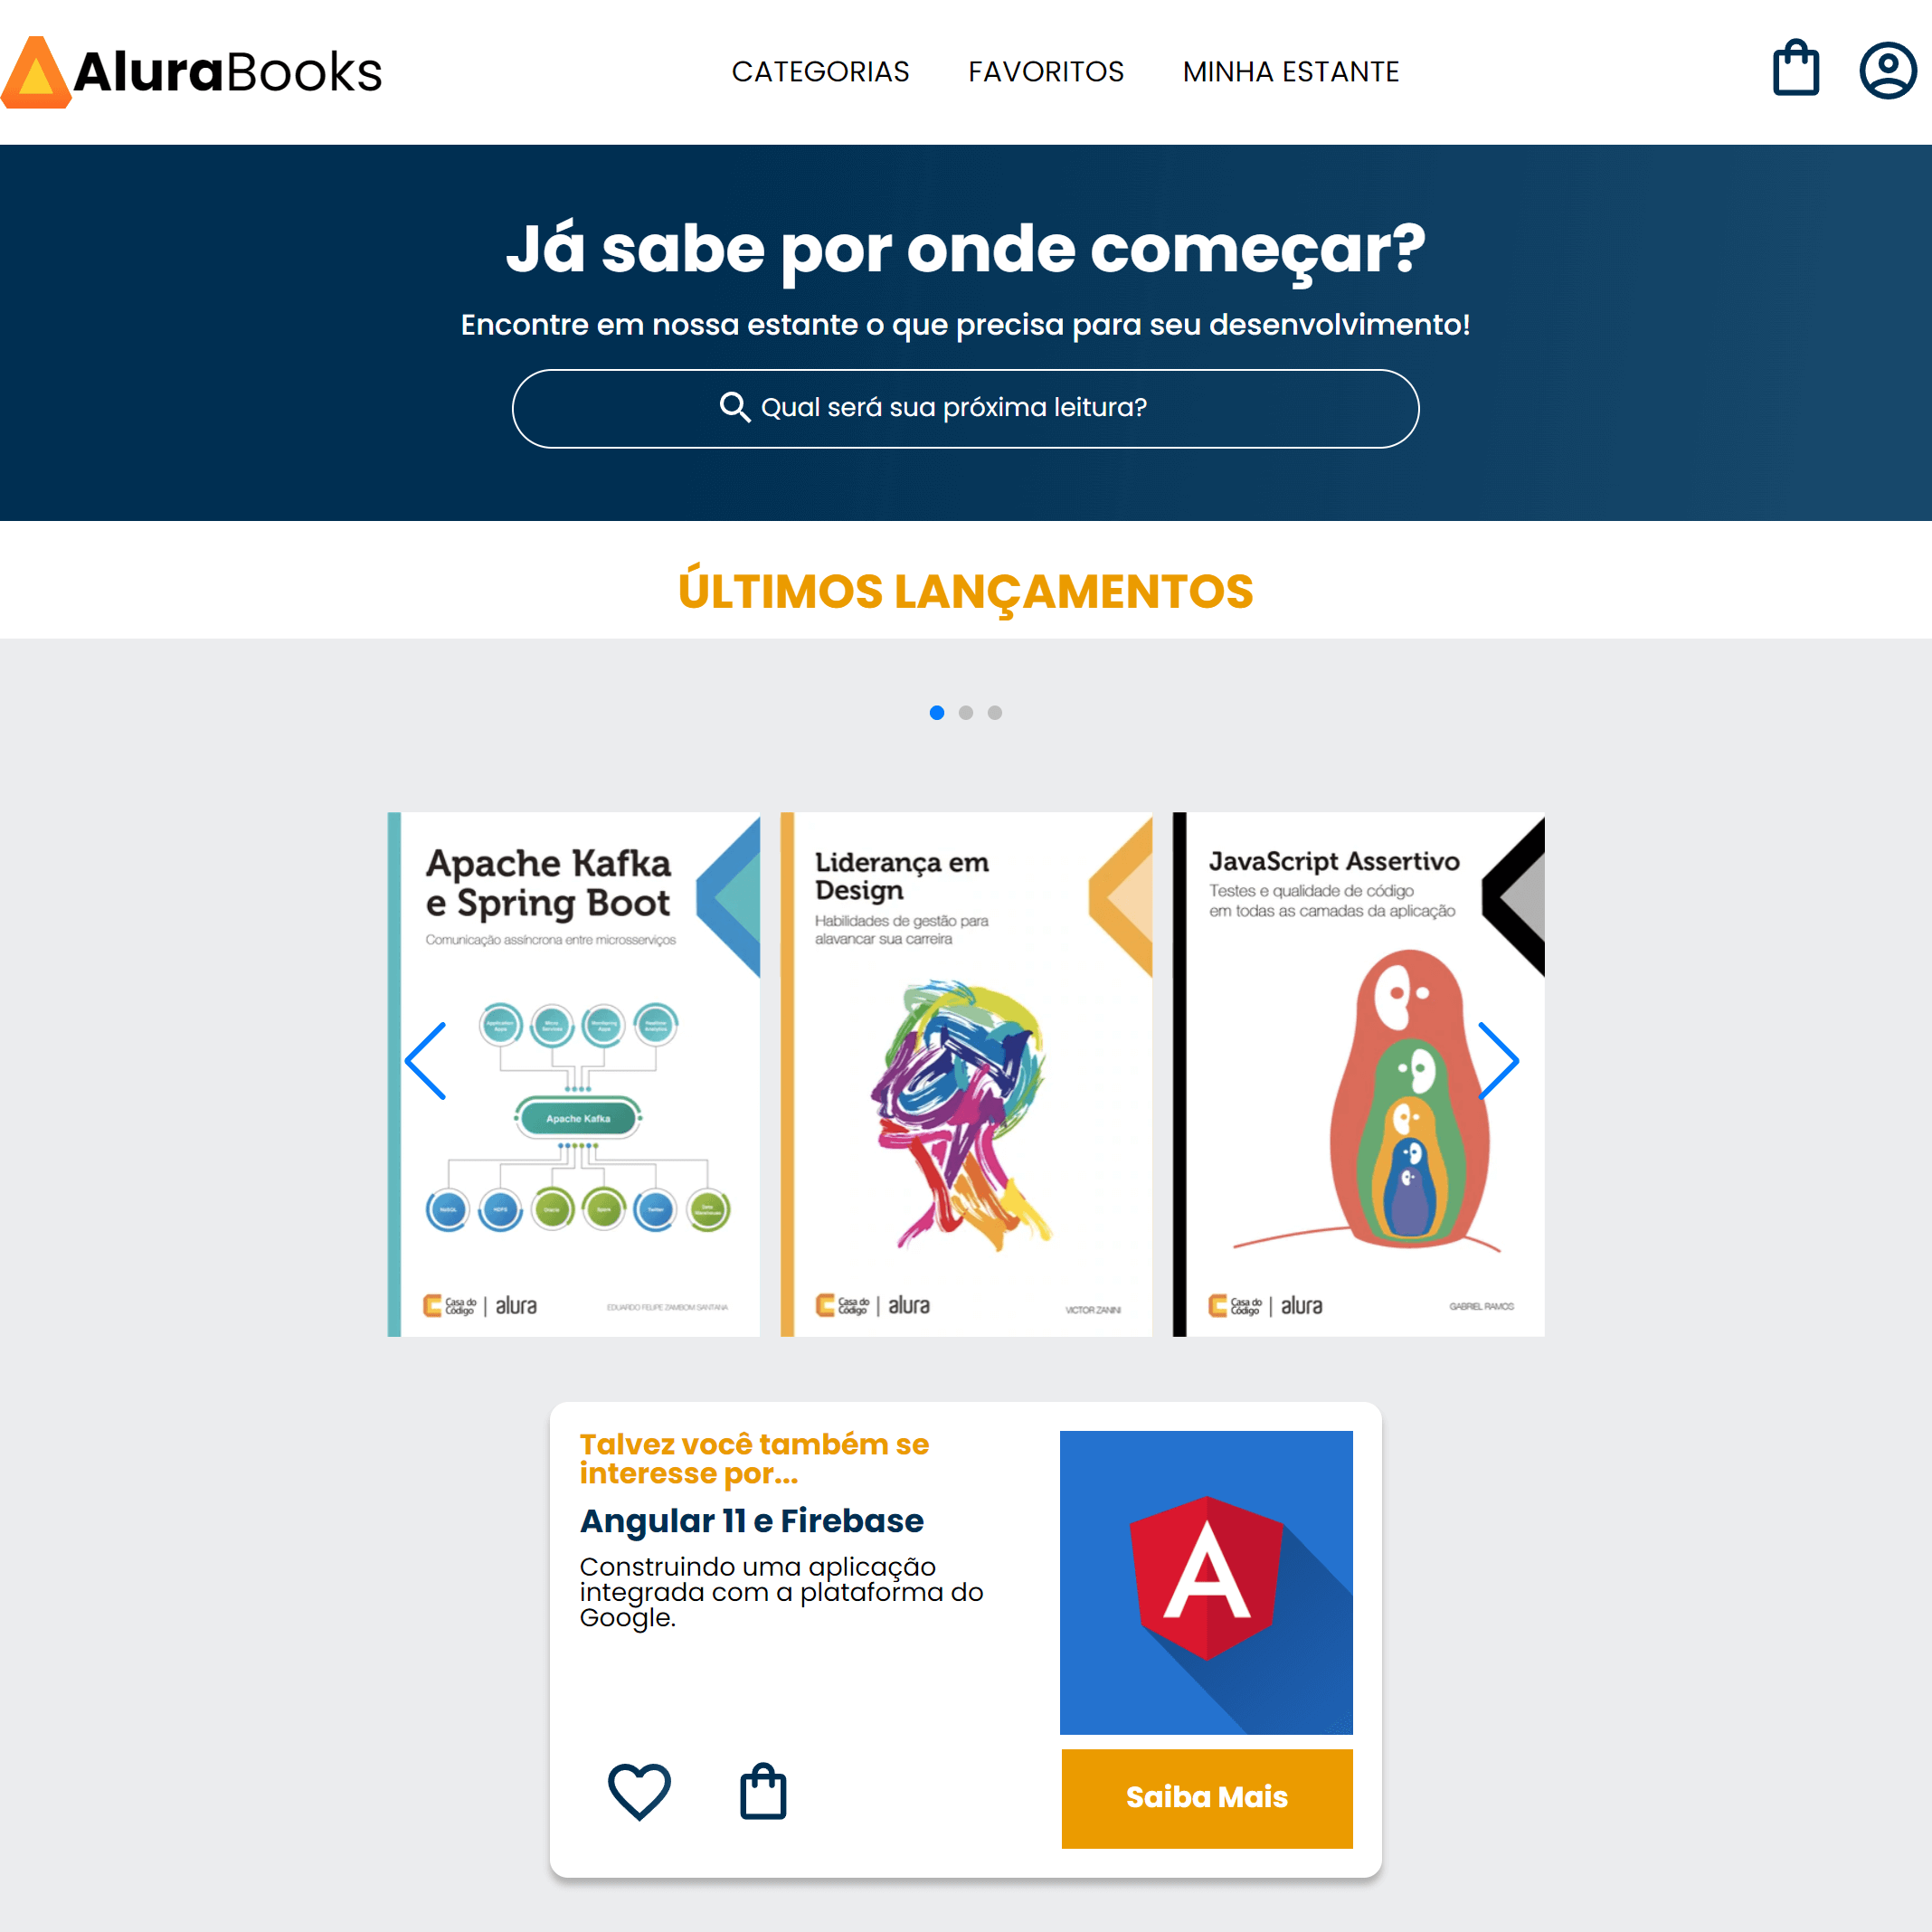 AluraBooks
CATEGORIAS
FAVORITOS
MINHA ESTANTE
Já sabe por onde começar?
Encontre em nossa estante o que precisa para seu desenvolvimento!
Qual será sua próxima leitura?
ÚLTIMOS LANÇAMENTOS
Apache Kafka
e Spring Boot
Comunicação assíncrona entre microsserviços
Apache Kafka
Casa do
Código
alura
EDUARDO FELIPE ZAMBOM SANTANA
Liderança em
Design
Habilidades de gestão para
alavancar sua carreira
Casa do
Código
alura
VICTOR ZANINI
JavaScript Assertivo
Testes e qualidade de código
em todas as camadas da aplicação
Casa do
Código
alura
GABRIEL RAMOS
Talvez você também se
interesse por...
Angular 11 e Firebase
Construindo uma aplicação
integrada com a plataforma do
Google.
A
Saiba Mais